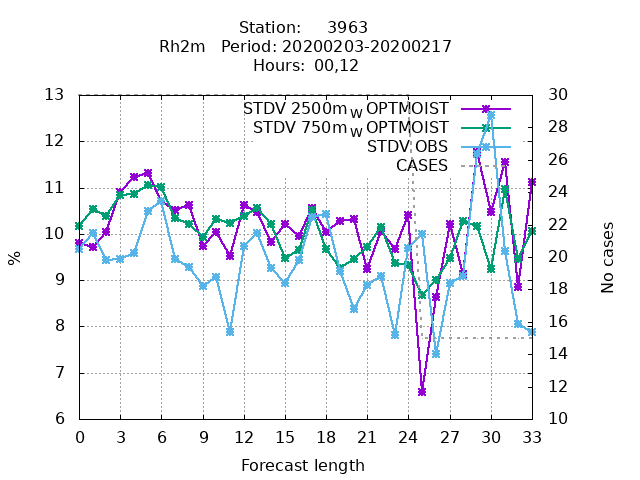 Station: 3963
Rh2m Period: 20200203-20200217
Hours: 00,12
STDV 2500m_W OPTMOIST
STDV 750m_W OPTMOIST
STDV OBS
CASES
13
12
11
10
9
8
7
6
%
30
28
26
24
22
20
18
16
14
12
10
No cases
0 3 6 9 12 15 18 21 24 27 30 33
Forecast length